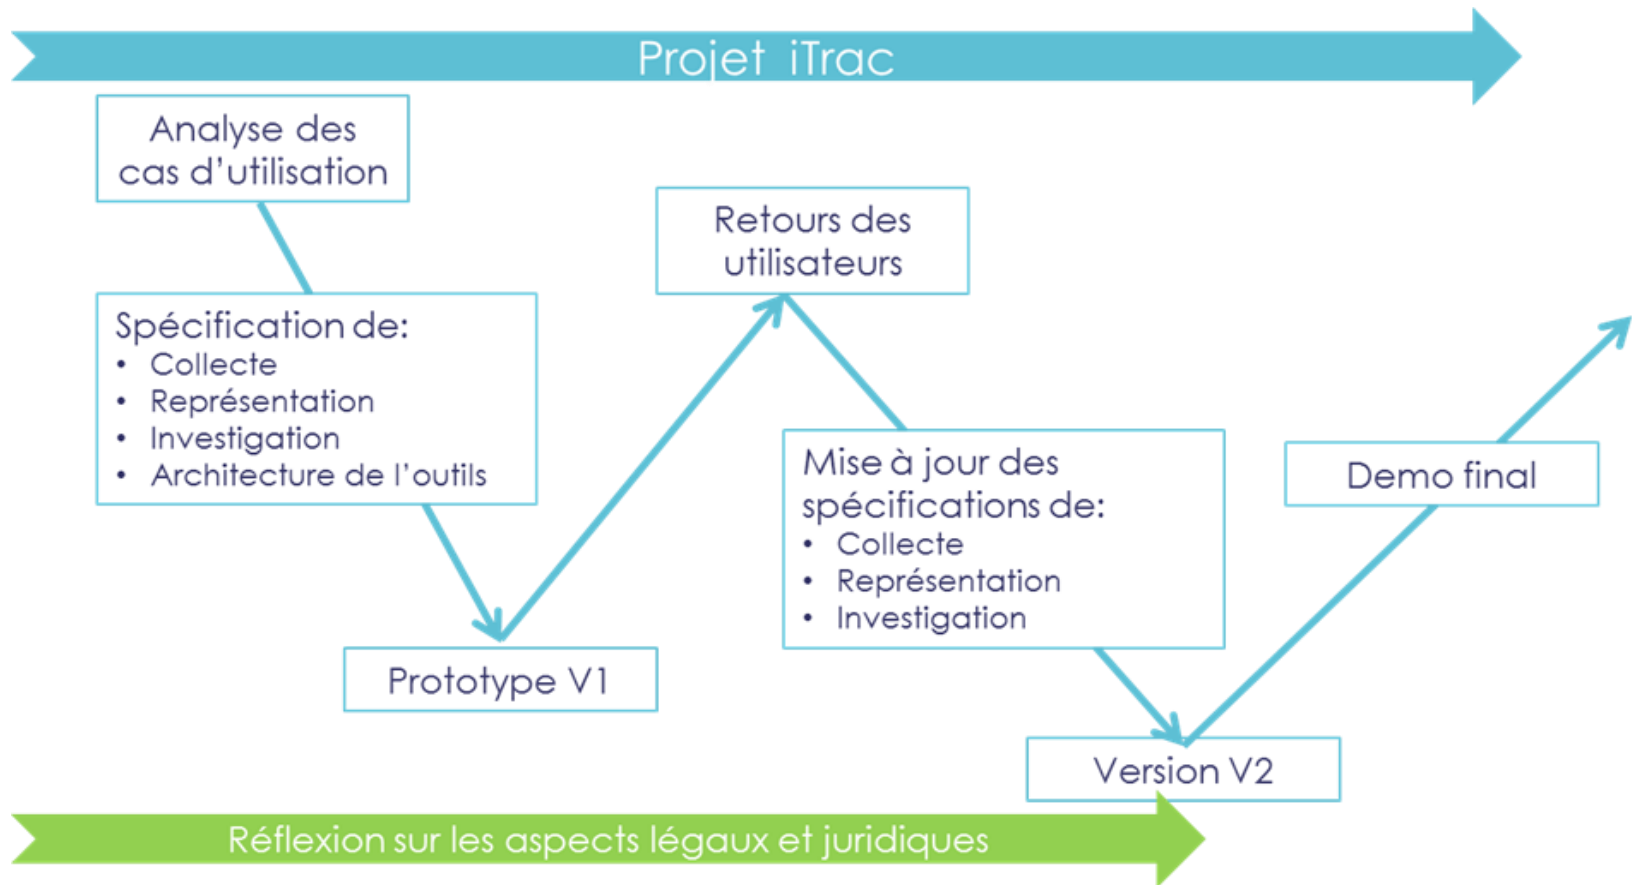 Projet iTrac
Analyse des
cas d'utilisation
Spécification de:
• Collecte
• Représentation
• Investigation
• Architecture de l'outils
Prototype V1
Retours des
utilisateurs
Mise à jour des
spécifications de:
• Collecte
• Représentation
• Investigation
Version V2
Demo final
Réflexion sur les aspects légaux et juridiques